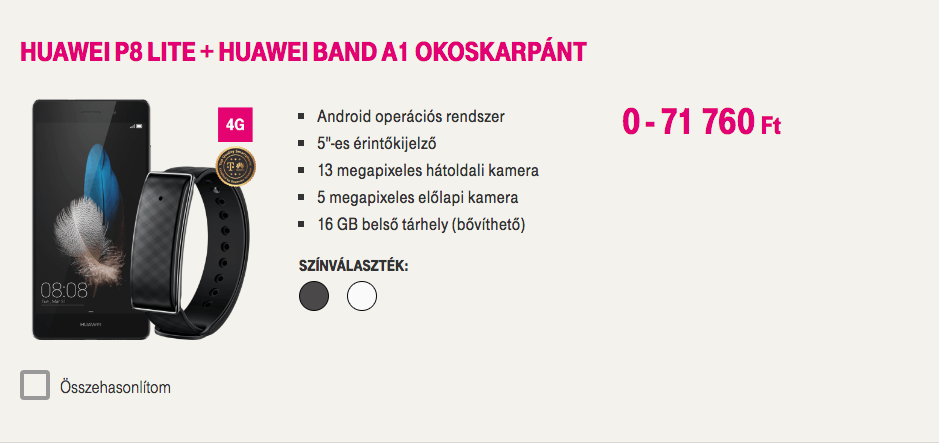 HUAWEI P8 LITE + HUAWEI BAND A1 OKOSKARPÁNT
4G
08:08
HUAWEI
Android operációs rendszer
5"-es érintőkijelző
13 megapixeles hátoldali kamera
5 megapixeles előlapi kamera
16 GB belső tárhely (bővíthető)
SZÍNVÁLASZTÉK:
0 - 71 760 Ft
Összehasonlítom